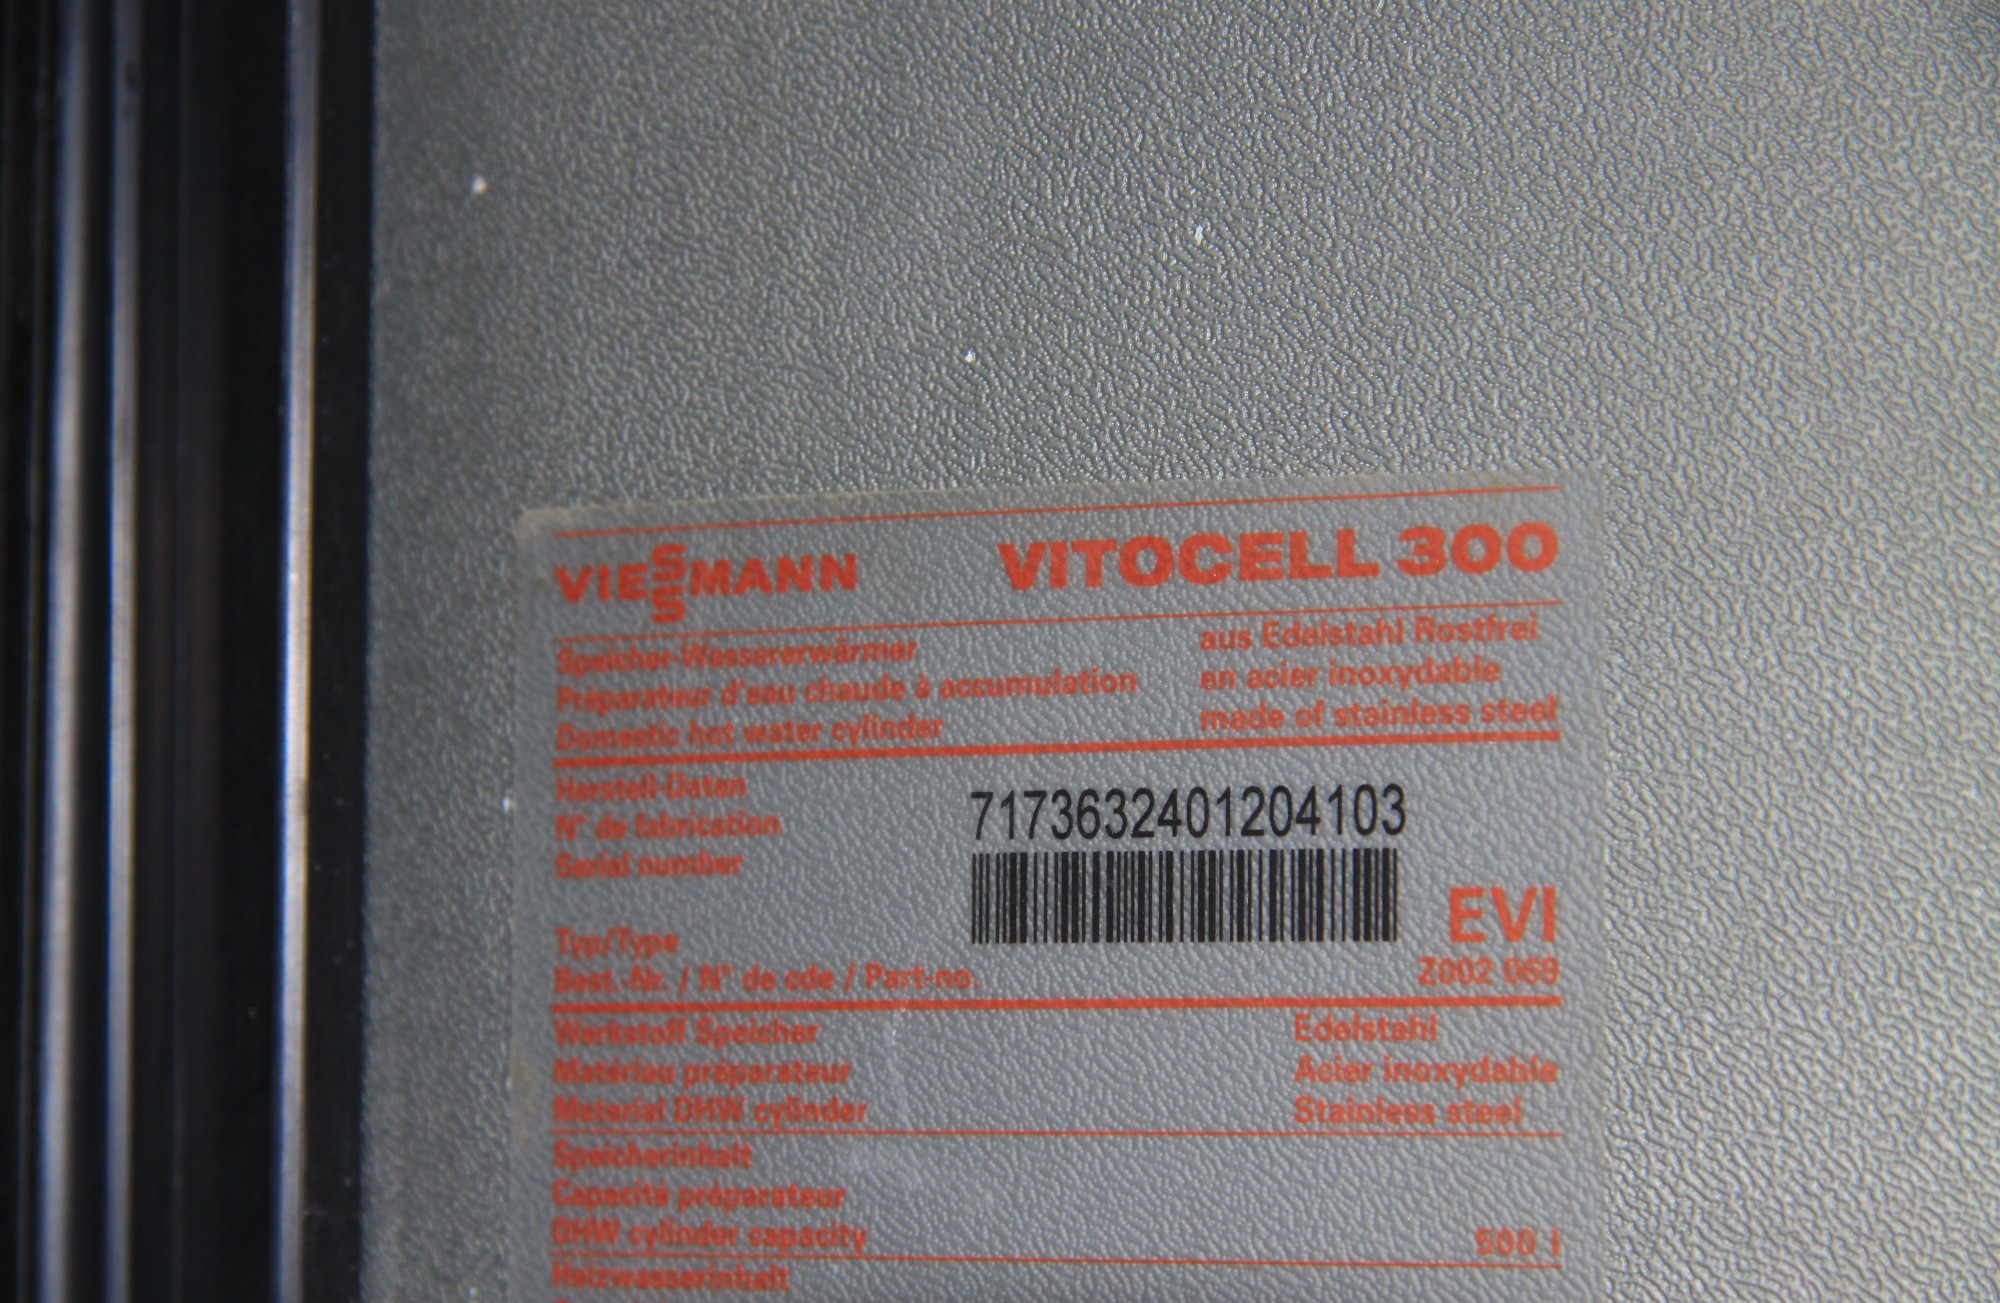 VIESSMANN VITOCELL 300
Speicher-Wassererwärmer aus Edelstahl Rostfrei
Préparateur d'eau chaude à accumulation en acier inoxydable
Domestic hot water cylinder made of stainless steel
Herstell-Daten
N° de fabrication 7173632401204103
Serial number
Typ/Type EVI
Best.-Nr. / N° de cde / Part-no. Z002 069
Werkstoff Speicher Edelstahl
Matériau préparateur Acier inoxydable
Material DHW cylinder Stainless steel
Speicherinhalt
Capacité préparateur
DHW cylinder capacity 500 l
Heizwasserinhalt